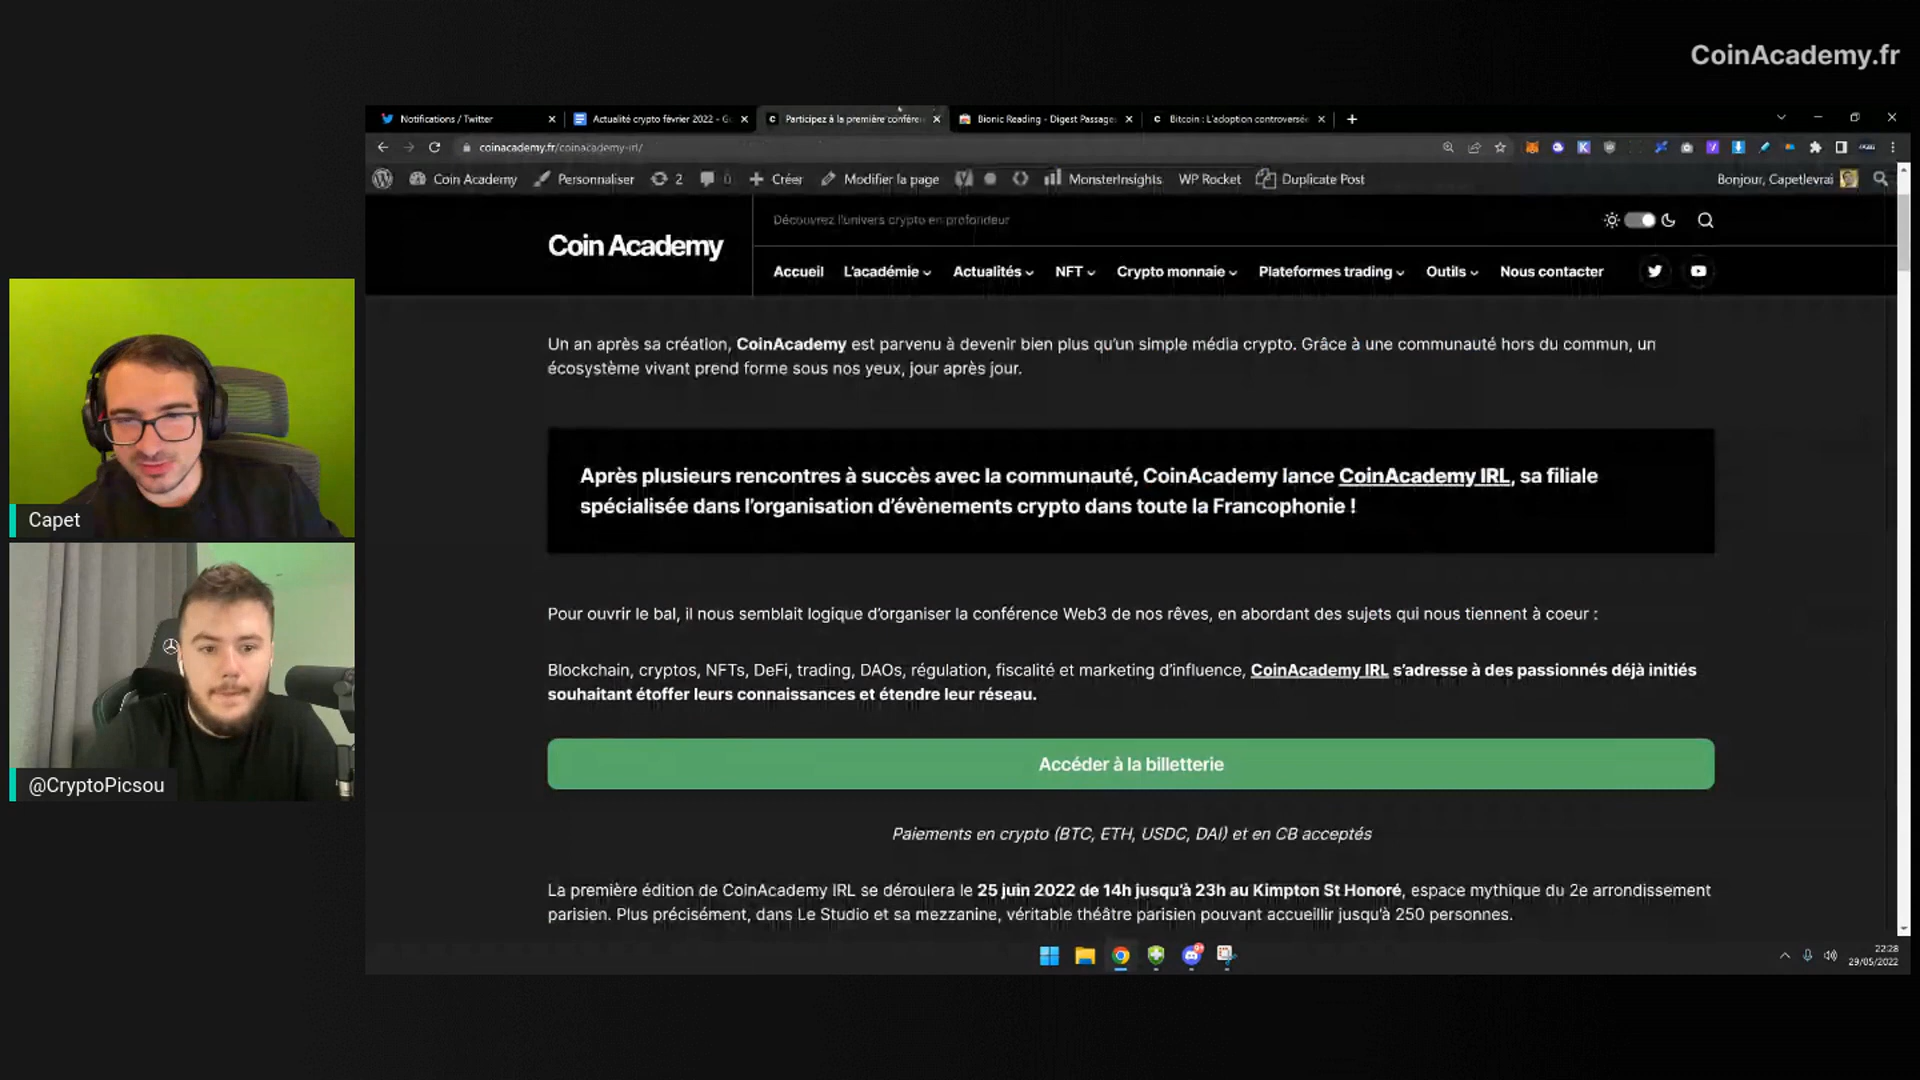 CoinAcademy.fr
Notifications / Twitter
Actualité crypto février 2022 - G
Participez à la première conféren
Bionic Reading - Digest Passage
Bitcoin : L'adoption controversée
coinacademy.fr/coinacademy-irl/
Coin Academy
Personnaliser
2
0
Créer
Modifier la page
MonsterInsights
WP Rocket
Duplicate Post
Bonjour, Capetlevrai
Coin Academy
Découvrez l'univers crypto en profondeur
Accueil
L'académie
Actualités
NFT
Crypto monnaie
Plateformes trading
Outils
Nous contacter
Un an après sa création, CoinAcademy est parvenu à devenir bien plus qu'un simple média crypto. Grâce à une communauté hors du commun, un
écosystème vivant prend forme sous nos yeux, jour après jour.
Après plusieurs rencontres à succès avec la communauté, CoinAcademy lance CoinAcademy IRL, sa filiale
spécialisée dans l'organisation d'évènements crypto dans toute la Francophonie !
Pour ouvrir le bal, il nous semblait logique d'organiser la conférence Web3 de nos rêves, en abordant des sujets qui nous tiennent à coeur :
Blockchain, cryptos, NFTs, DeFi, trading, DAOs, régulation, fiscalité et marketing d'influence, CoinAcademy IRL s'adresse à des passionnés déjà initiés
souhaitant étoffer leurs connaissances et étendre leur réseau.
Accéder à la billetterie
Paiements en crypto (BTC, ETH, USDC, DAI) et en CB acceptés
La première édition de CoinAcademy IRL se déroulera le 25 juin 2022 de 14h jusqu'à 23h au Kimpton St Honoré, espace mythique du 2e arrondissement
parisien. Plus précisément, dans Le Studio et sa mezzanine, véritable théâtre parisien pouvant accueillir jusqu'à 250 personnes.
Capet
@CryptoPicsou
22:28
29/05/2022